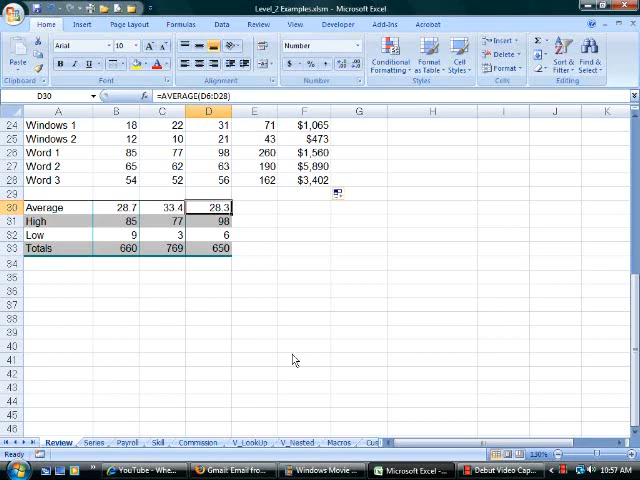 Level_2 Examples.xlsm - Microsoft Excel
Home Insert Page Layout Formulas Data Review View Developer Add-Ins Acrobat
Arial 10 A A Number
Paste B I U A $ % , Conditional Formatting Format as Table Cell Styles Insert Delete Format Σ Sort & Filter Find & Select
Clipboard Font Alignment Number Styles Cells Editing
D30 fx =AVERAGE(D6:D28)
A B C D E F G H I J K
24 Windows 1 18 22 31 71 $1,065
25 Windows 2 12 10 21 43 $473
26 Word 1 85 77 98 260 $1,560
27 Word 2 65 62 63 190 $5,890
28 Word 3 54 52 56 162 $3,402
29
30 Average 28.7 33.4 28.3
31 High 85 77 98
32 Low 9 3 6
33 Totals 660 769 650
34
35
36
37
38
39
40
41
42
43
44
45
46
Review Series Payroll Skill Commission V_LookUp V_Nested Macros Cus
Ready 130%
YouTube - Whe... Gmail Email fro... Windows Movie ... Microsoft Excel -... Debut Video Cap... 10:57 AM